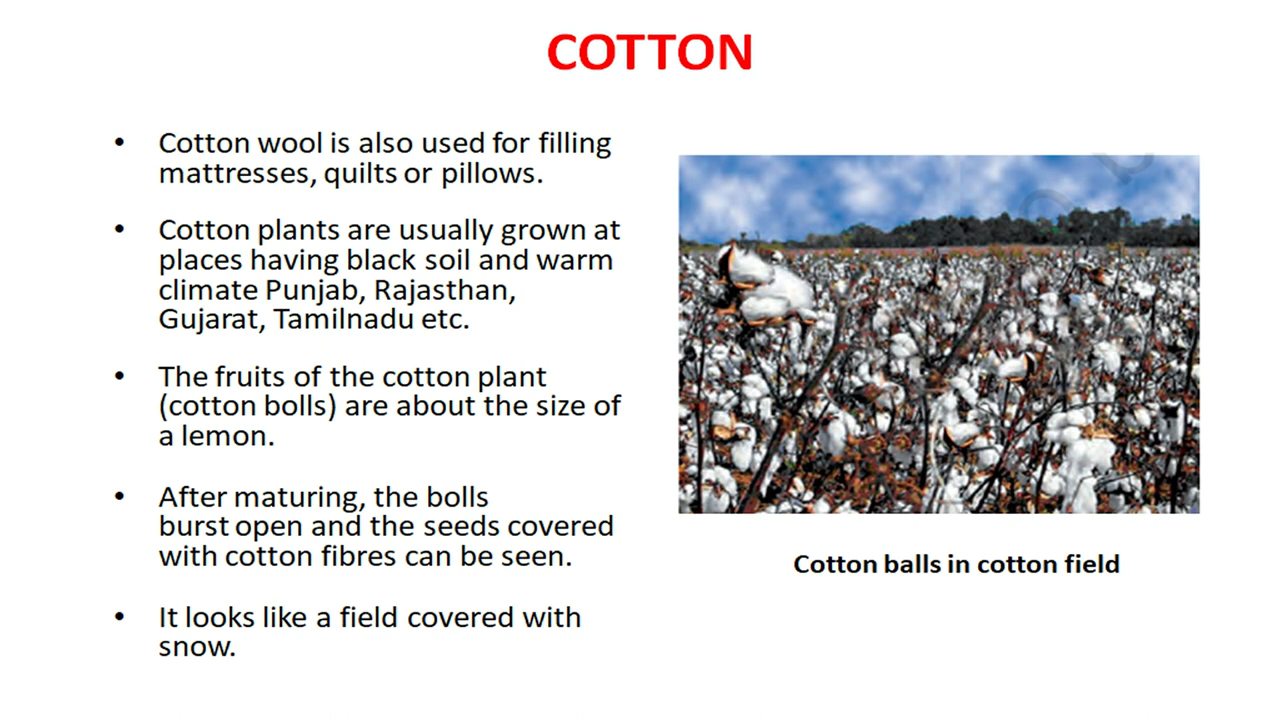 COTTON
• Cotton wool is also used for filling
mattresses, quilts or pillows.
• Cotton plants are usually grown at
places having black soil and warm
climate Punjab, Rajasthan,
Gujarat, Tamilnadu etc.
• The fruits of the cotton plant
(cotton bolls) are about the size of
a lemon.
• After maturing, the bolls
burst open and the seeds covered
with cotton fibres can be seen.
• It looks like a field covered with
snow.
Cotton balls in cotton field